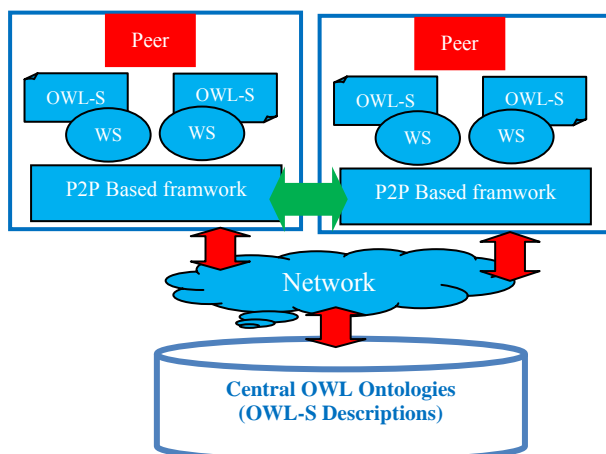 Peer
OWL-S
OWL-S
WS
WS
P2P Based framwork
Peer
OWL-S
OWL-S
WS
WS
P2P Based framwork
Network
Central OWL Ontologies
(OWL-S Descriptions)